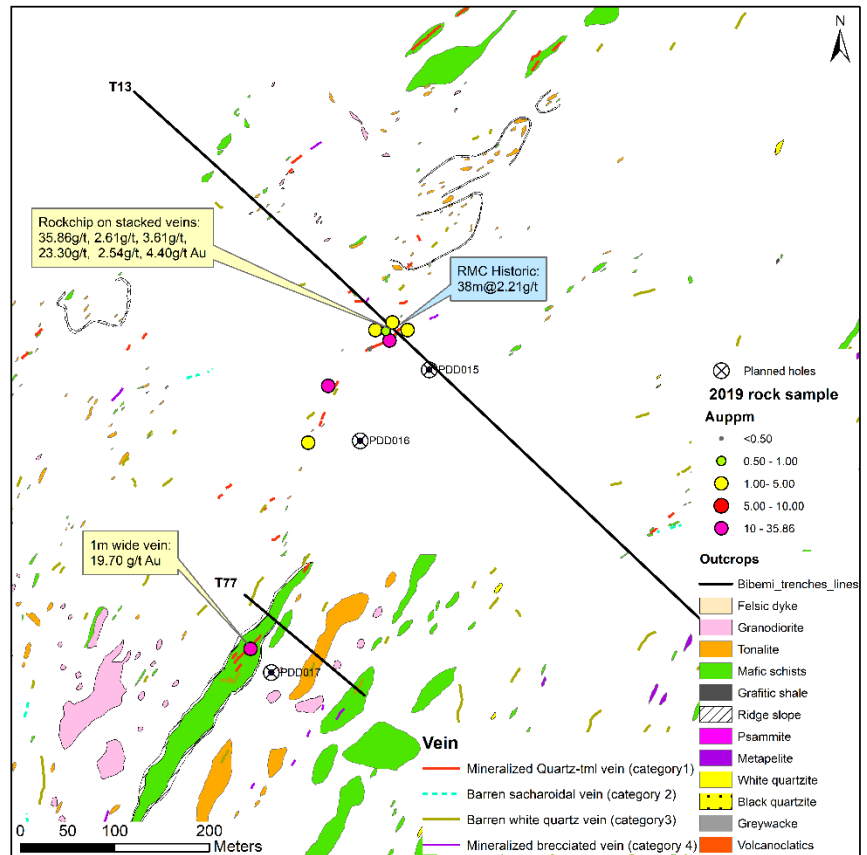 N
T13
Rockchip on stacked veins:
35.86g/t, 2.61g/t, 3.61g/t,
23.30g/t, 2.54g/t, 4.40g/t Au
RMC Historic:
38m@2.21g/t
PDD015
PDD016
1m wide vein:
19.70 g/t Au
T77
PDD017
Planned holes
2019 rock sample
Auppm
<0.50
0.50 - 1.00
1.00 - 5.00
5.00 - 10.00
10 - 35.86
Outcrops
Bibemi_trenches_lines
Felsic dyke
Granodiorite
Tonalite
Mafic schists
Grafitic shale
Ridge slope
Psammite
Metapelite
White quartzite
Black quartzite
Greywacke
Volcanoclatics
Vein
Mineralized Quartz-tml vein (category1)
Barren sacharoidal vein (category 2)
Barren white quartz vein (category3)
Mineralized brecciated vein (category 4)
0 50 100 200
Meters